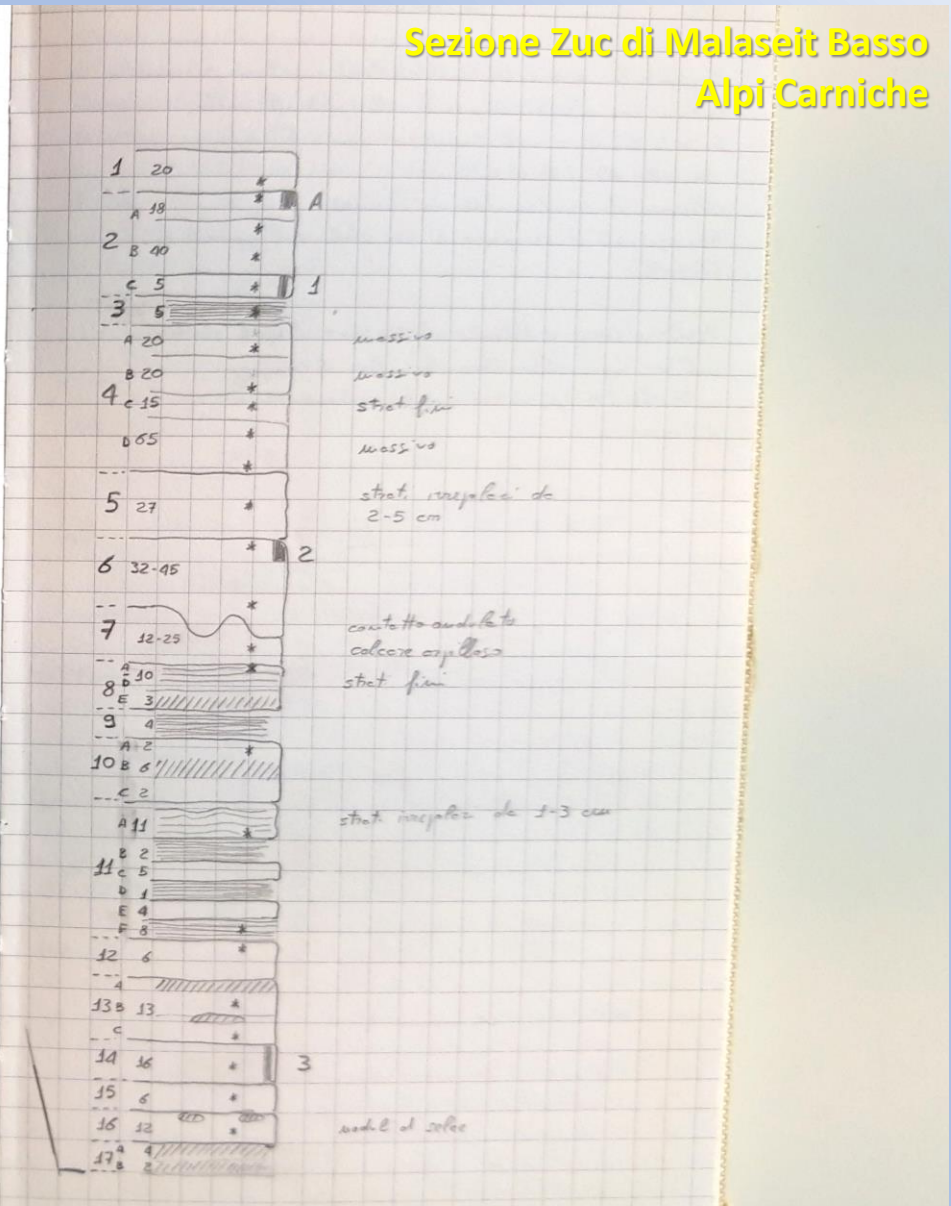 Sezione Zuc di Malaseit Basso
Alpi Carniche
1 20 *
* A
A 18
*
2 B 40 *
C 5 * 1
3 5 *
A 20 * massivo
B 20 massivo
*
4 C 15 * strat fini
D 65 * massivo
*
5 27 * strat. irregolari da
2-5 cm
* 2
6 32-45
*
7 12-25 contatto ondulato
* calcare argilloso
A *
8 D 10 strat fini
E 3
9 4
A 2 *
10 B 6
C 2
A 11 * strat. irregolari da 1-3 cm
B 2
11 C 5
D 1
E 4
F 8 *
12 6 *
A
13 B 13 *
C *
14 16 * 3
15 6 *
16 12 * noduli di selce
17 A 4
B 2